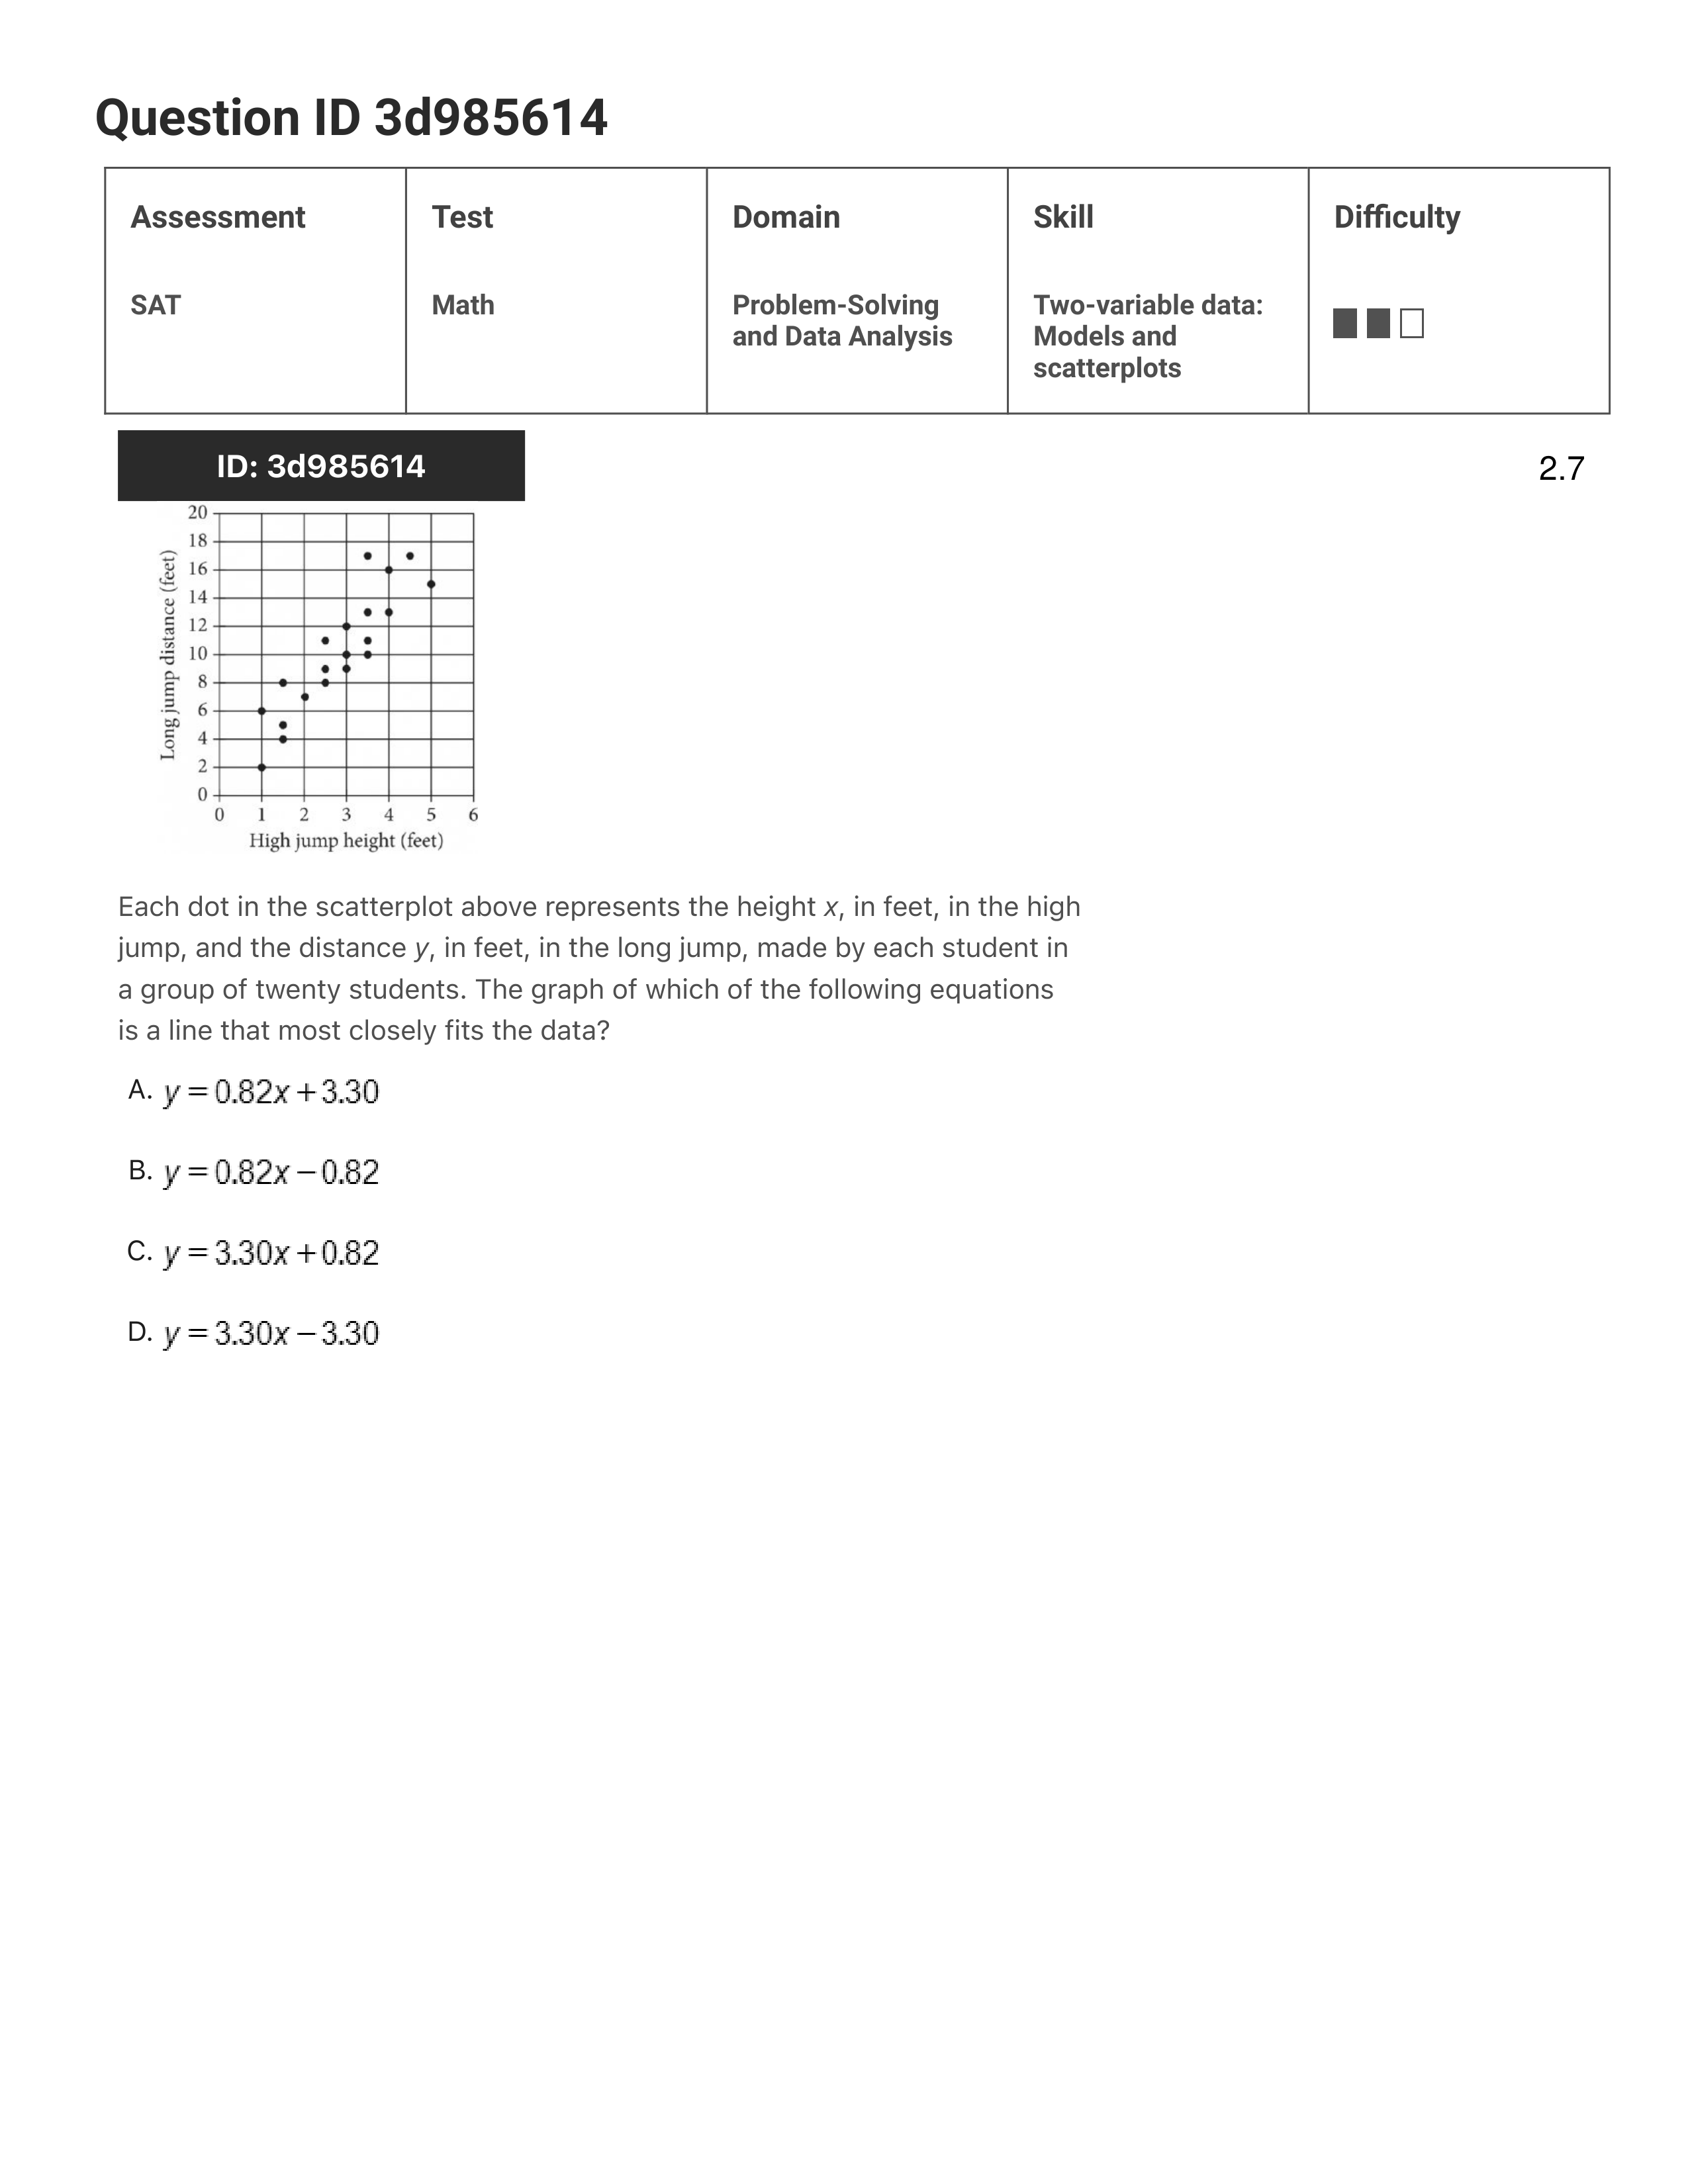 Question ID 3d985614
Assessment
Test
Domain
Skill
Difficulty
SAT
Math
Problem-Solving
and Data Analysis
Two-variable data:
Models and
scatterplots
ID: 3d985614
2.7
20
18
16
14
12
10
8
6
4
2
0
Long jump distance (feet)
0 1 2 3 4 5 6
High jump height (feet)
Each dot in the scatterplot above represents the height x, in feet, in the high
jump, and the distance y, in feet, in the long jump, made by each student in
a group of twenty students. The graph of which of the following equations
is a line that most closely fits the data?
A. y = 0.82x + 3.30
B. y = 0.82x − 0.82
C. y = 3.30x + 0.82
D. y = 3.30x − 3.30